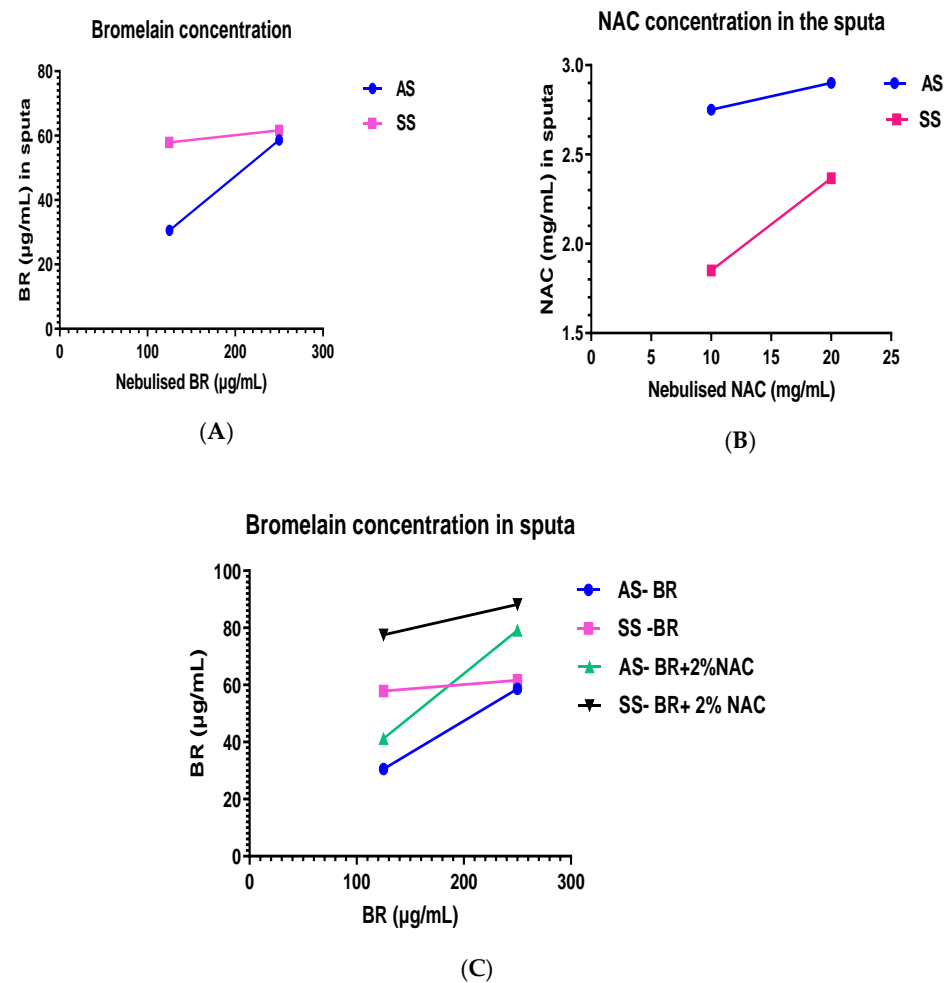 Bromelain concentration
BR (µg/mL) in sputa
80
60
40
20
0
0 100 200 300
Nebulised BR (µg/mL)
AS
SS
(A)
NAC concentration in the sputa
NAC (mg/mL) in sputa
3.0
2.5
2.0
1.5
0 5 10 15 20 25
Nebulised NAC (mg/mL)
AS
SS
(B)
Bromelain concentration in sputa
BR (µg/mL)
100
80
60
40
20
0
0 100 200 300
BR (µg/mL)
AS- BR
SS -BR
AS- BR+2%NAC
SS- BR+ 2% NAC
(C)